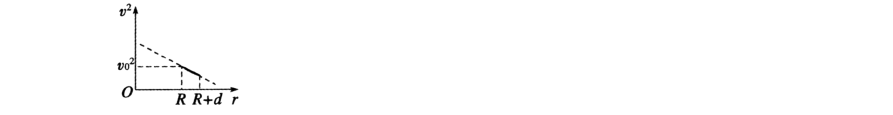 v²
v₀²
O R R+d r